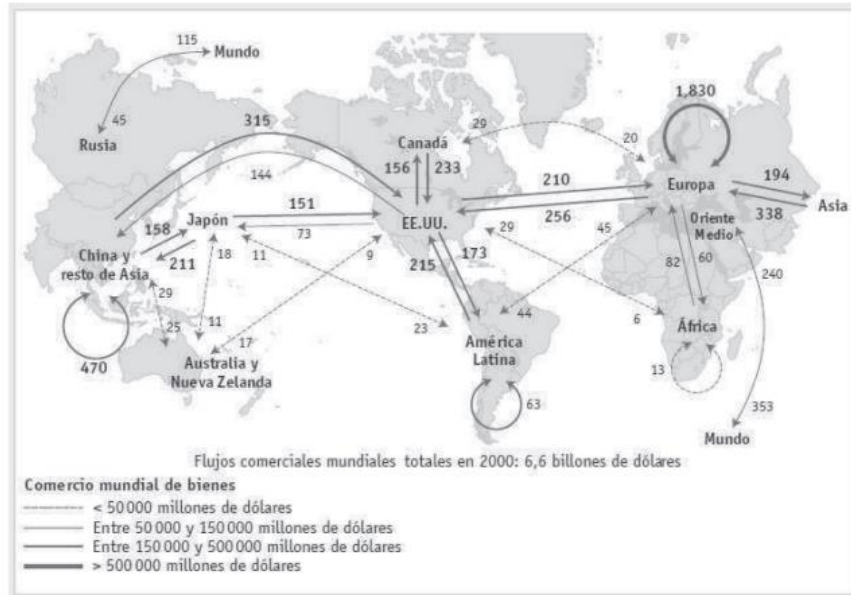 115
Mundo
45
Rusia
315
144
Canadá
156
233
29
20
1,830
210
Europa
194
256
338
Asia
Japón
151
73
EE.UU.
158
211
China y
resto de Asia
18
11
9
215
173
29
45
Oriente
Medio
82
60
240
29
25
11
17
23
44
6
470
Australia y
Nueva Zelanda
América
Latina
África
13
63
353
Mundo
Flujos comerciales mundiales totales en 2000: 6,6 billones de dólares
Comercio mundial de bienes
< 50 000 millones de dólares
Entre 50 000 y 150 000 millones de dólares
Entre 150 000 y 500 000 millones de dólares
> 500 000 millones de dólares